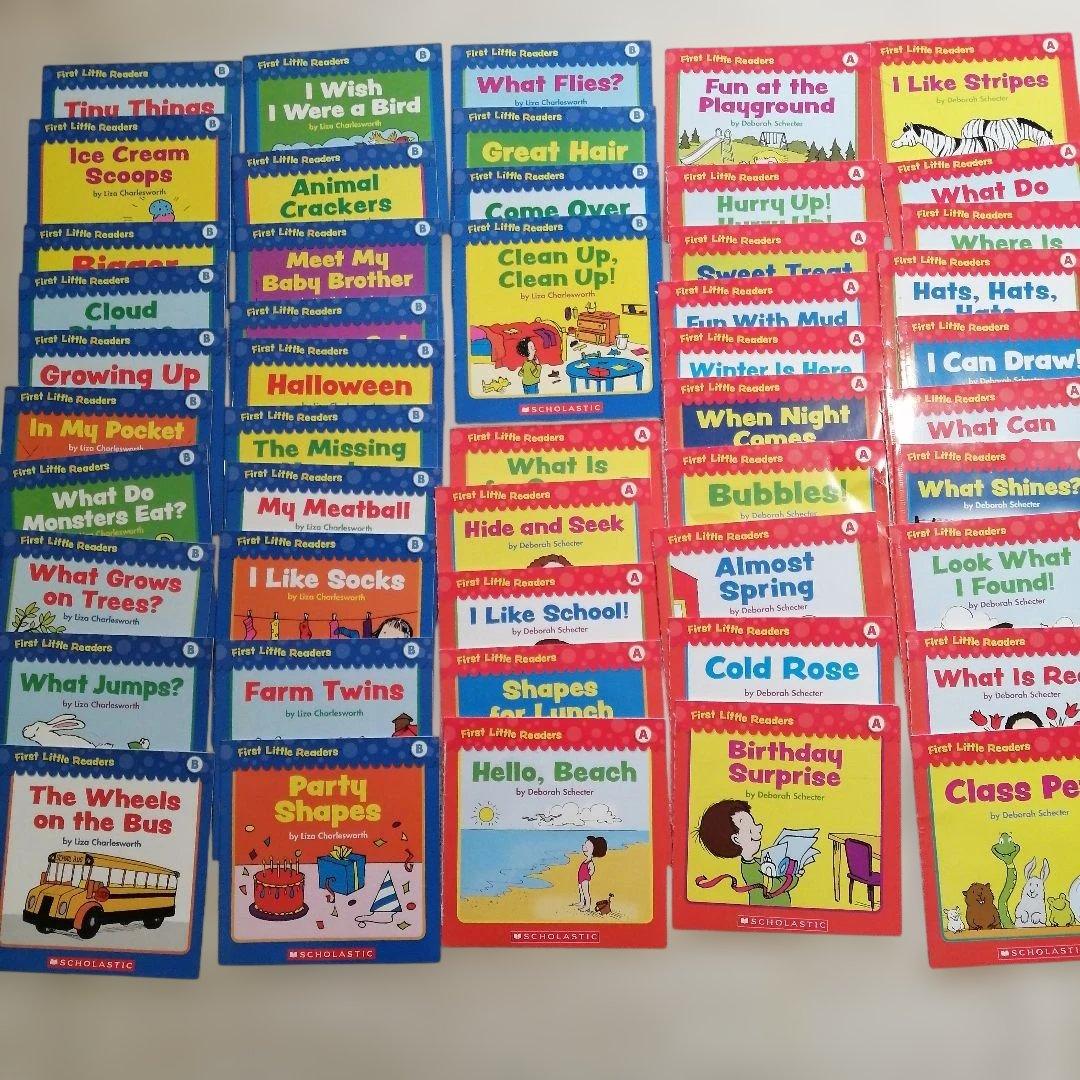 First Little Readers
B
Tiny Things
First Little Readers
B
Ice Cream
Scoops
by Liza Charlesworth
First Little Readers
B
Bigger
First Little Readers
B
Cloud
First Little Readers
B
Growing Up
First Little Readers
B
In My Pocket
by Liza Charlesworth
First Little Readers
B
What Do
Monsters Eat?
First Little Readers
B
What Grows
on Trees?
by Liza Charlesworth
First Little Readers
B
What Jumps?
by Liza Charlesworth
First Little Readers
B
The Wheels
on the Bus
by Liza Charlesworth
SCHOOL BUS
SCHOLASTIC
First Little Readers
B
I Wish
I Were a Bird
by Liza Charlesworth
First Little Readers
B
Animal
Crackers
First Little Readers
B
Meet My
Baby Brother
First Little Readers
B
First Little Readers
B
Halloween
First Little Readers
B
The Missing
First Little Readers
B
My Meatball
by Liza Charlesworth
First Little Readers
B
I Like Socks
by Liza Charlesworth
First Little Readers
B
Farm Twins
by Liza Charlesworth
First Little Readers
B
Party
Shapes
by Liza Charlesworth
SCHOLASTIC
First Little Readers
B
What Flies?
by Liza Charlesworth
First Little Readers
B
Great Hair
First Little Readers
B
Come Over
First Little Readers
B
Clean Up,
Clean Up!
by Liza Charlesworth
SCHOLASTIC
First Little Readers
A
What Is
First Little Readers
A
Hide and Seek
by Deborah Schecter
First Little Readers
A
I Like School!
by Deborah Schecter
First Little Readers
A
Shapes
for Lunch
First Little Readers
A
Hello, Beach
by Deborah Schecter
SCHOLASTIC
First Little Readers
A
Fun at the
Playground
by Deborah Schecter
First Little Readers
A
Hurry Up!
Hurry Up!
First Little Readers
A
Sweet Treat
First Little Readers
A
Fun With Mud
First Little Readers
A
Winter Is Here
First Little Readers
A
When Night
Comes
First Little Readers
A
Bubbles!
by Deborah Schecter
First Little Readers
A
Almost
Spring
by Deborah Schecter
First Little Readers
A
Cold Rose
by Deborah Schecter
First Little Readers
A
Birthday
Surprise
by Deborah Schecter
SCHOLASTIC
First Little Readers
A
I Like Stripes
by Deborah Schecter
First Little Readers
A
What Do
First Little Readers
A
Where Is
First Little Readers
A
Hats, Hats,
Hats
First Little Readers
A
I Can Draw!
by Deborah Schecter
First Little Readers
A
What Can
First Little Readers
A
What Shines?
by Deborah Schecter
First Little Readers
A
Look What
I Found!
by Deborah Schecter
First Little Readers
A
What Is
by Deborah Schecter
First Little Readers
Class
by Deborah Schecter
SCHOLASTIC